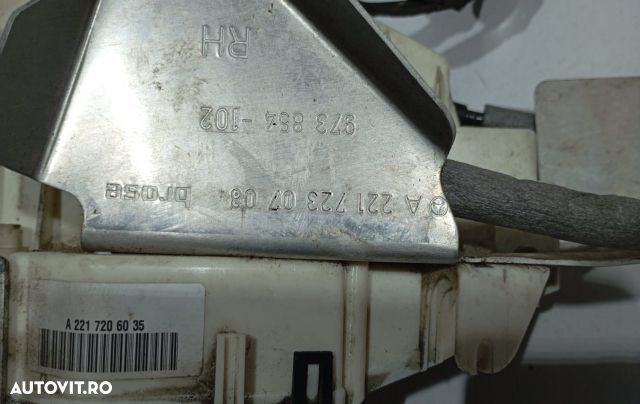 RH
973 854-102
A 221 723 07 08 brose
A 221 720 60 35
AUTOVIT.RO